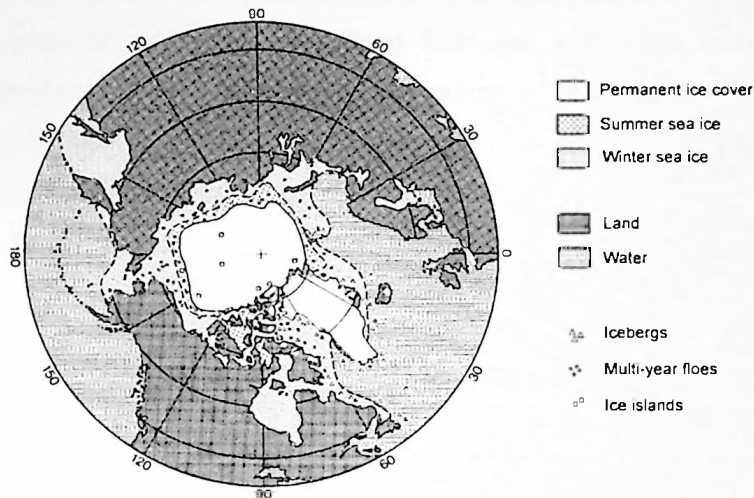 90
120
60
150
30
180
0
150
30
120
60
90
Permanent ice cover
Summer sea ice
Winter sea ice
Land
Water
Icebergs
Multi-year floes
Ice islands